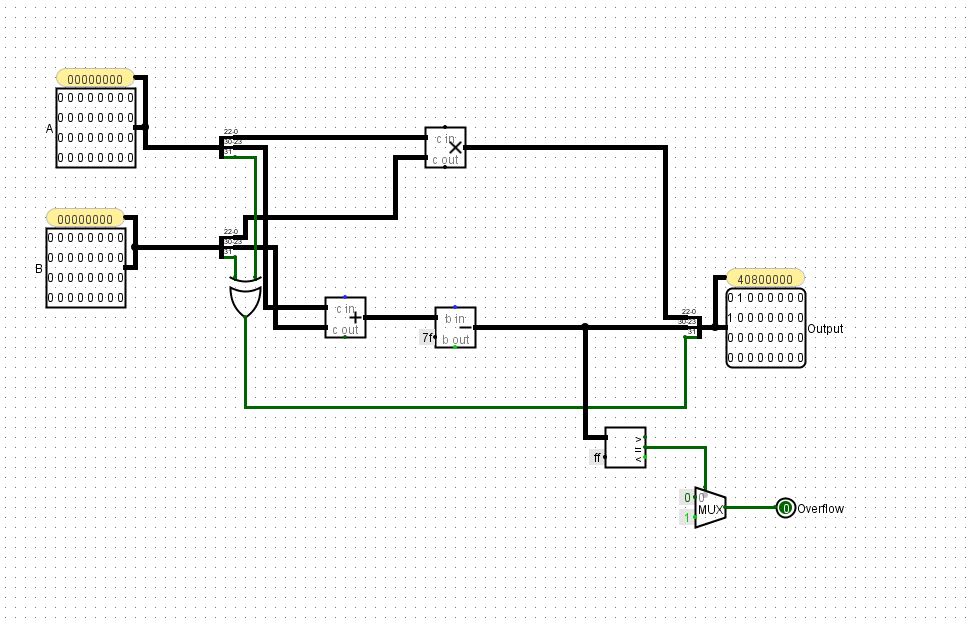 00000000
0 0 0 0 0 0 0 0
0 0 0 0 0 0 0 0
A
0 0 0 0 0 0 0 0
0 0 0 0 0 0 0 0
22-0
30-23
31
c in
×
c out
00000000
0 0 0 0 0 0 0 0
0 0 0 0 0 0 0 0
B
0 0 0 0 0 0 0 0
0 0 0 0 0 0 0 0
22-0
30-23
31
c in
+
c out
b in
−
7f
b out
22-0
30-23
31
40800000
0 1 0 0 0 0 0 0
1 0 0 0 0 0 0 0
0 0 0 0 0 0 0 0
0 0 0 0 0 0 0 0
Output
>
=
<
ff
0
0
1
MUX
0
Overflow